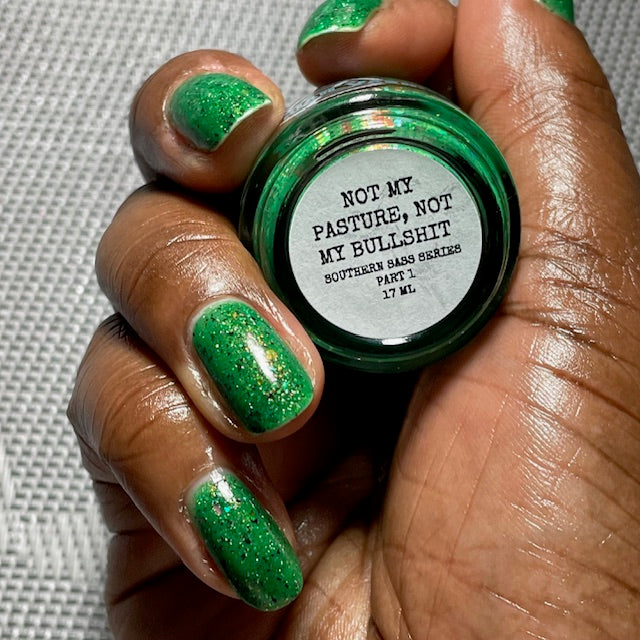 NOT MY
PASTURE, NOT
MY BULLSHIT
SOUTHERN SASS SERIES
PART 1
17 ML